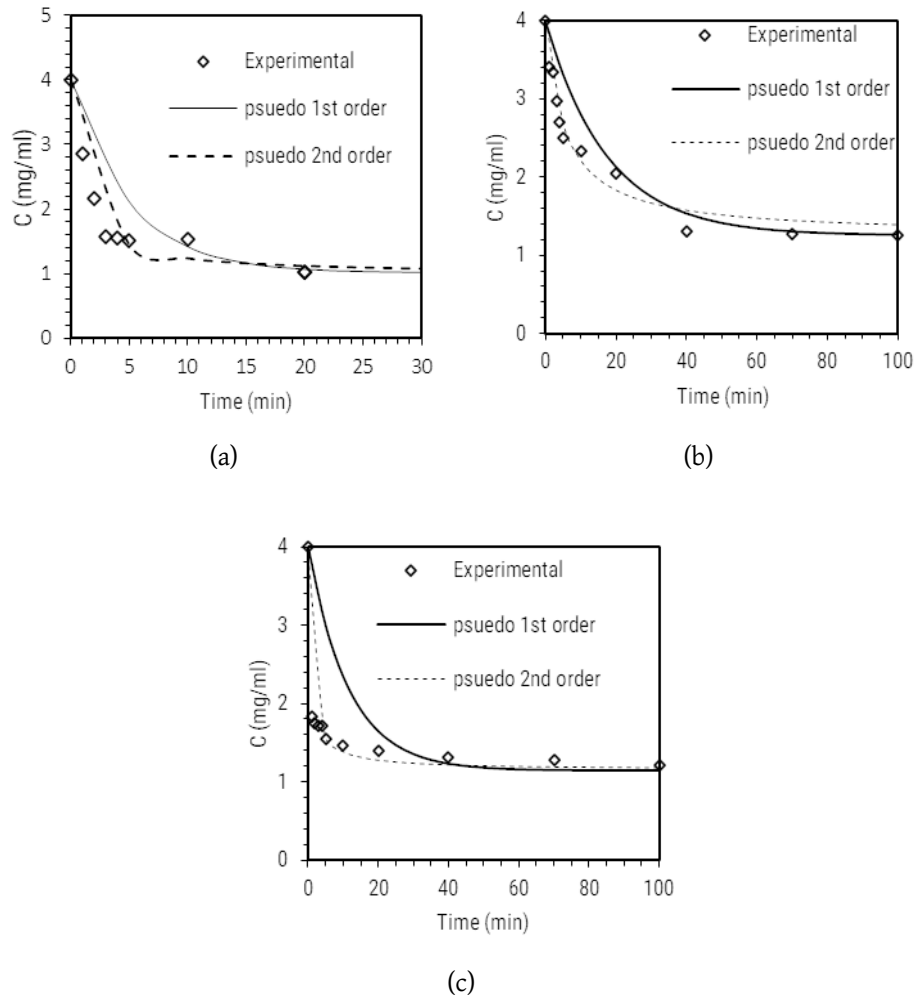 5
4
3
2
1
0
C (mg/ml)
Experimental
psuedo 1st order
psuedo 2nd order
0 5 10 15 20 25 30
Time (min)
(a)
4
3
2
1
0
C (mg/ml)
Experimental
psuedo 1st order
psuedo 2nd order
0 20 40 60 80 100
Time (min)
(b)
4
3
2
1
0
C (mg/ml)
Experimental
psuedo 1st order
psuedo 2nd order
0 20 40 60 80 100
Time (min)
(c)